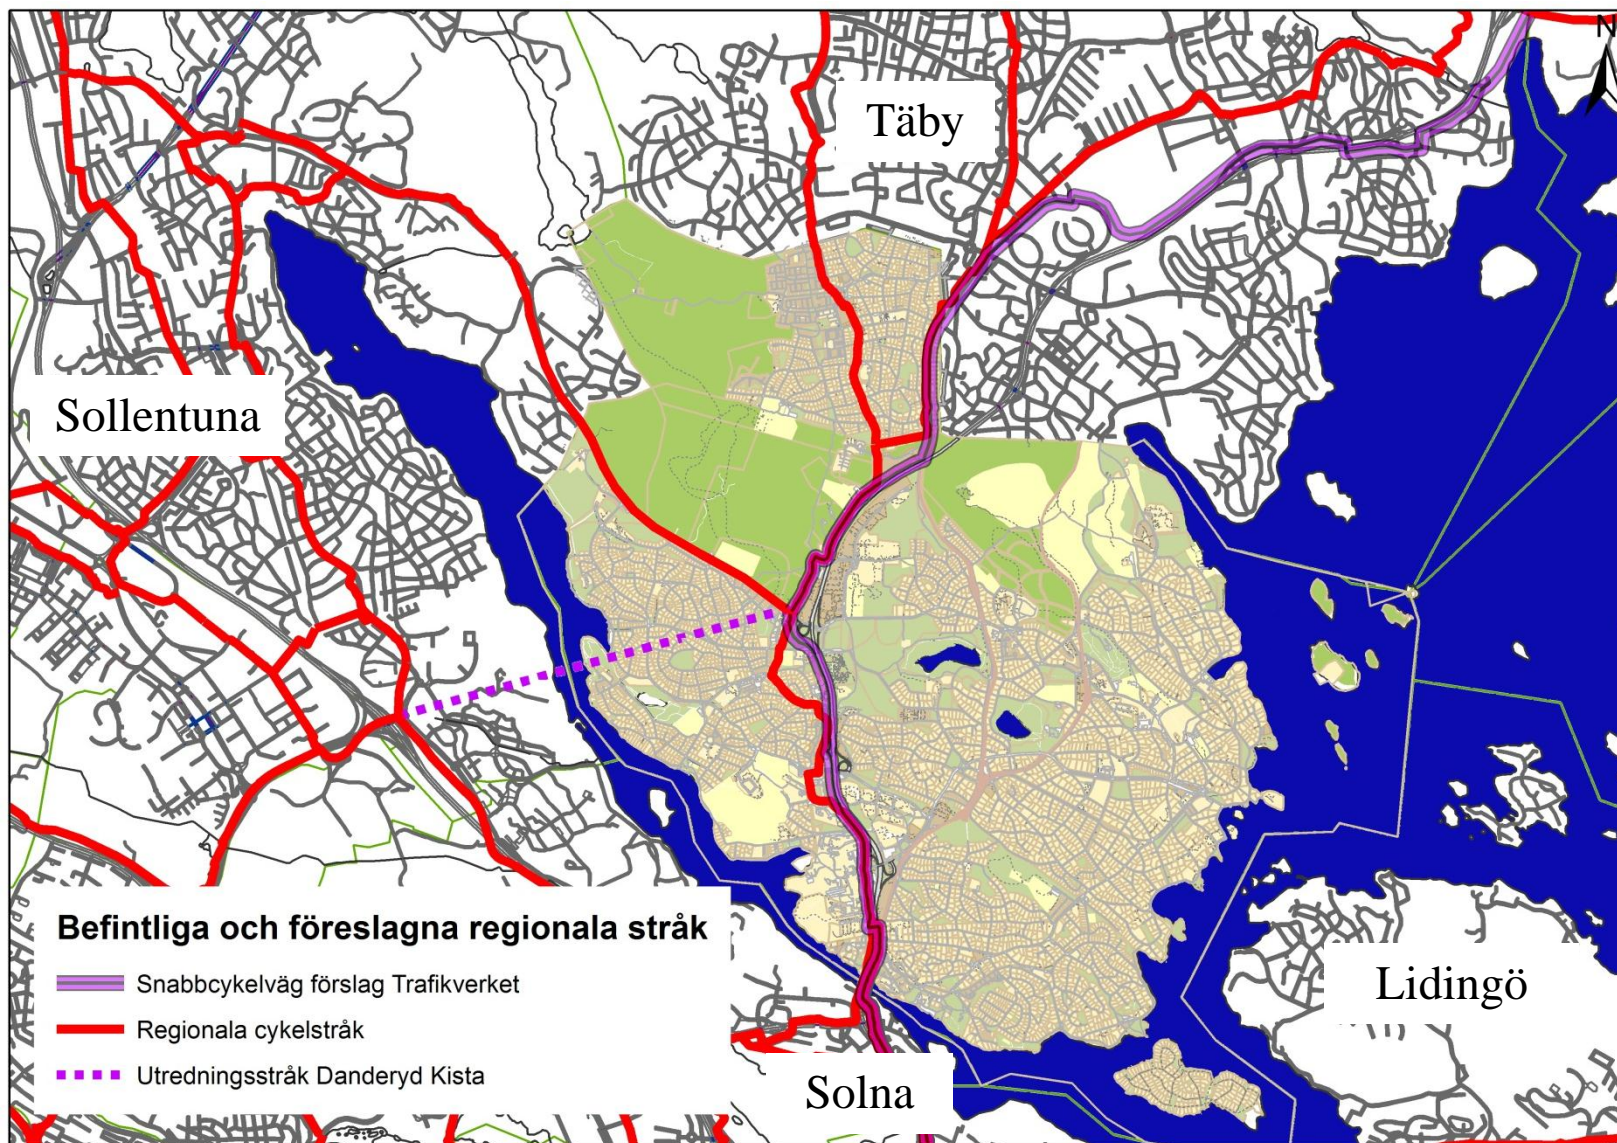 N
Täby
Sollentuna
Befintliga och föreslagna regionala stråk
Snabbcykelväg förslag Trafikverket
Regionala cykelstråk
Utredningsstråk Danderyd Kista
Lidingö
Solna